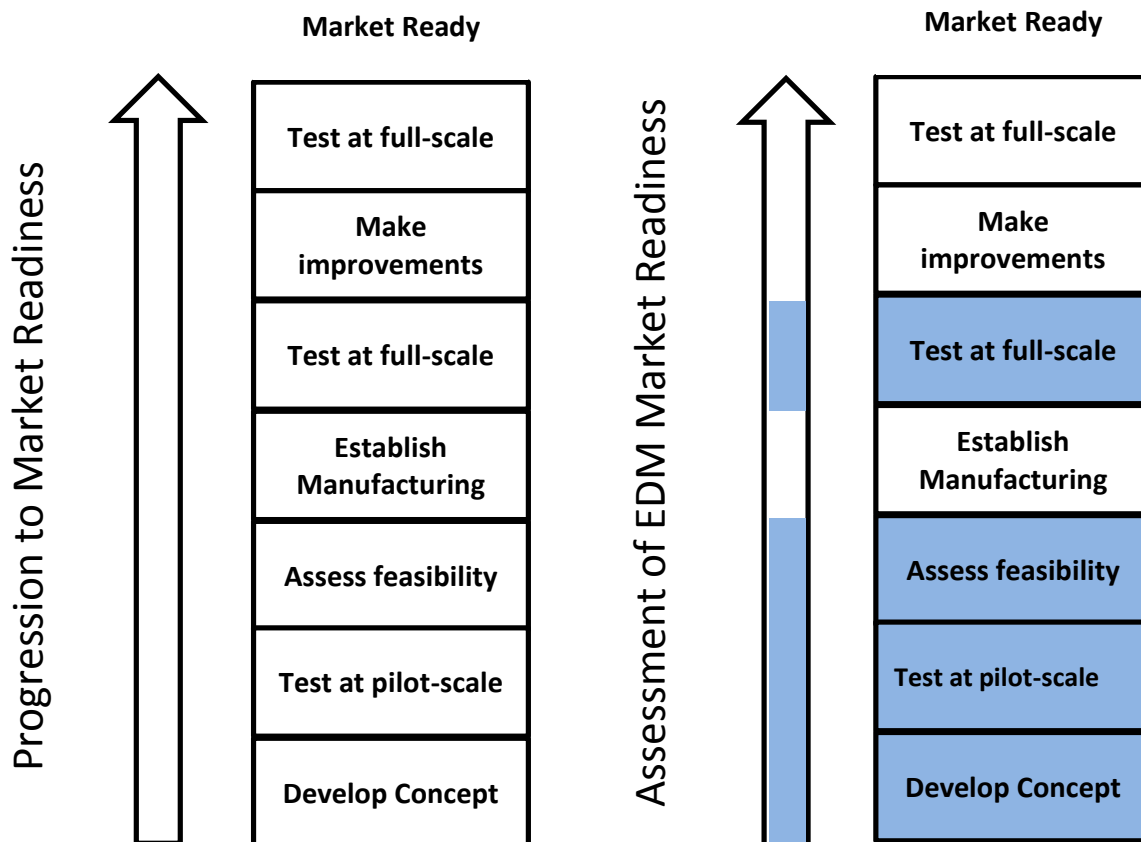 Market Ready
Progression to Market Readiness
Test at full-scale
Make
improvements
Test at full-scale
Establish
Manufacturing
Assess feasibility
Test at pilot-scale
Develop Concept
Market Ready
Assessment of EDM Market Readiness
Test at full-scale
Make
improvements
Test at full-scale
Establish
Manufacturing
Assess feasibility
Test at pilot-scale
Develop Concept